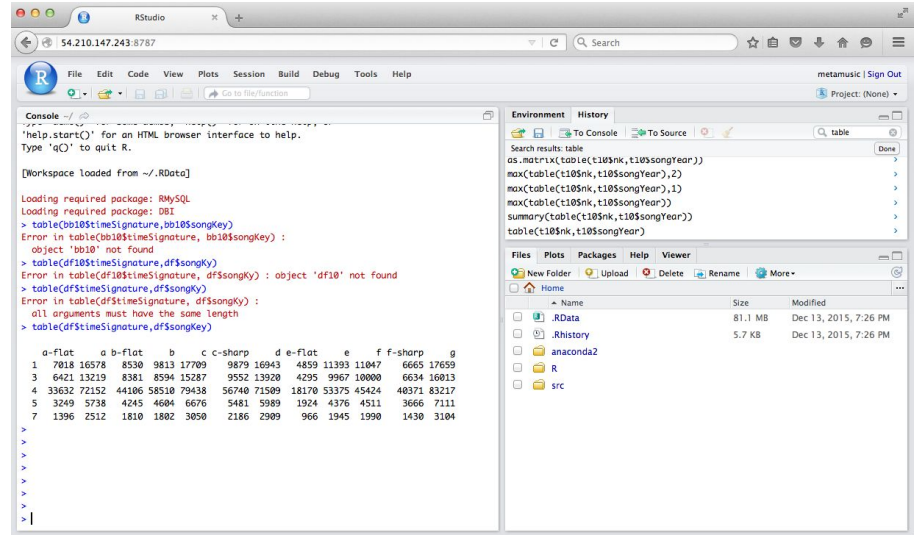 RStudio
54.210.147.243:8787
Search
File Edit Code View Plots Session Build Debug Tools Help
metamusic | Sign Out
Go to file/function
Project: (None)
Console ~/
'help.start()' for an HTML browser interface to help.
Type 'q()' to quit R.
[Workspace loaded from ~/.RData]
Loading required package: RMySQL
Loading required package: DBI
> table(bb10$timeSignature,bb10$songKey)
Error in table(bb10$timeSignature, bb10$songKey) :
object 'bb10' not found
> table(df10$timeSignature,df$songKy)
Error in table(df10$timeSignature, df$songKy) : object 'df10' not found
> table(df$timeSignature,df$songKy)
Error in table(df$timeSignature, df$songKy) :
all arguments must have the same length
> table(df$timeSignature,df$songKey)
a-flat a b-flat b c c-sharp d e-flat e f f-sharp g
1 7018 16578 8530 9813 17709 9879 16943 4859 11393 11047 6665 17659
3 6421 13219 8381 8594 15287 9552 13920 4295 9967 10000 6634 16013
4 33632 72152 44106 58510 79438 56740 71509 18170 53375 45424 40371 83217
5 3249 5738 4245 4604 6676 5481 5989 1924 4376 4511 3666 7111
7 1396 2512 1810 1802 3050 2186 2909 966 1945 1990 1430 3104
>
>
>
>
>
>
>
>
Environment History
To Console To Source
table
Search results: table
Done
as.matrix(table(t10$nk,t10$songYear))
max(table(t10$nk,t10$songYear),2)
max(table(t10$nk,t10$songYear),1)
max(table(t10$nk,t10$songYear))
summary(table(t10$nk,t10$songYear))
table(t10$nk,t10$songYear)
Files Plots Packages Help Viewer
New Folder Upload Delete Rename More
Home
Name Size Modified
.RData 81.1 MB Dec 13, 2015, 7:26 PM
.Rhistory 5.7 KB Dec 13, 2015, 7:26 PM
anaconda2
R
src